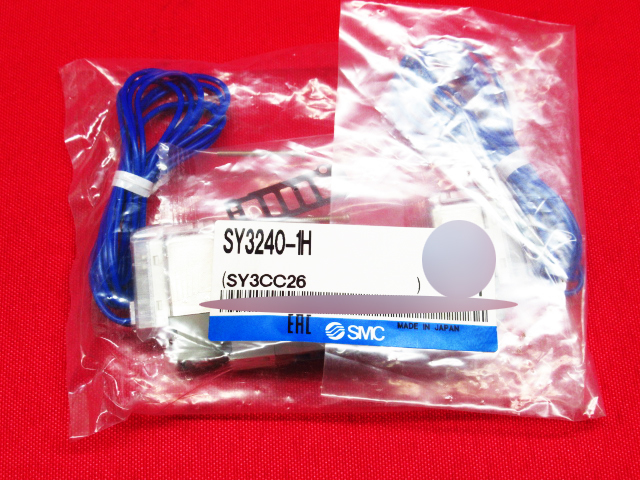 SY3240-1H
(SY3CC26 )
EAC SMC MADE IN JAPAN